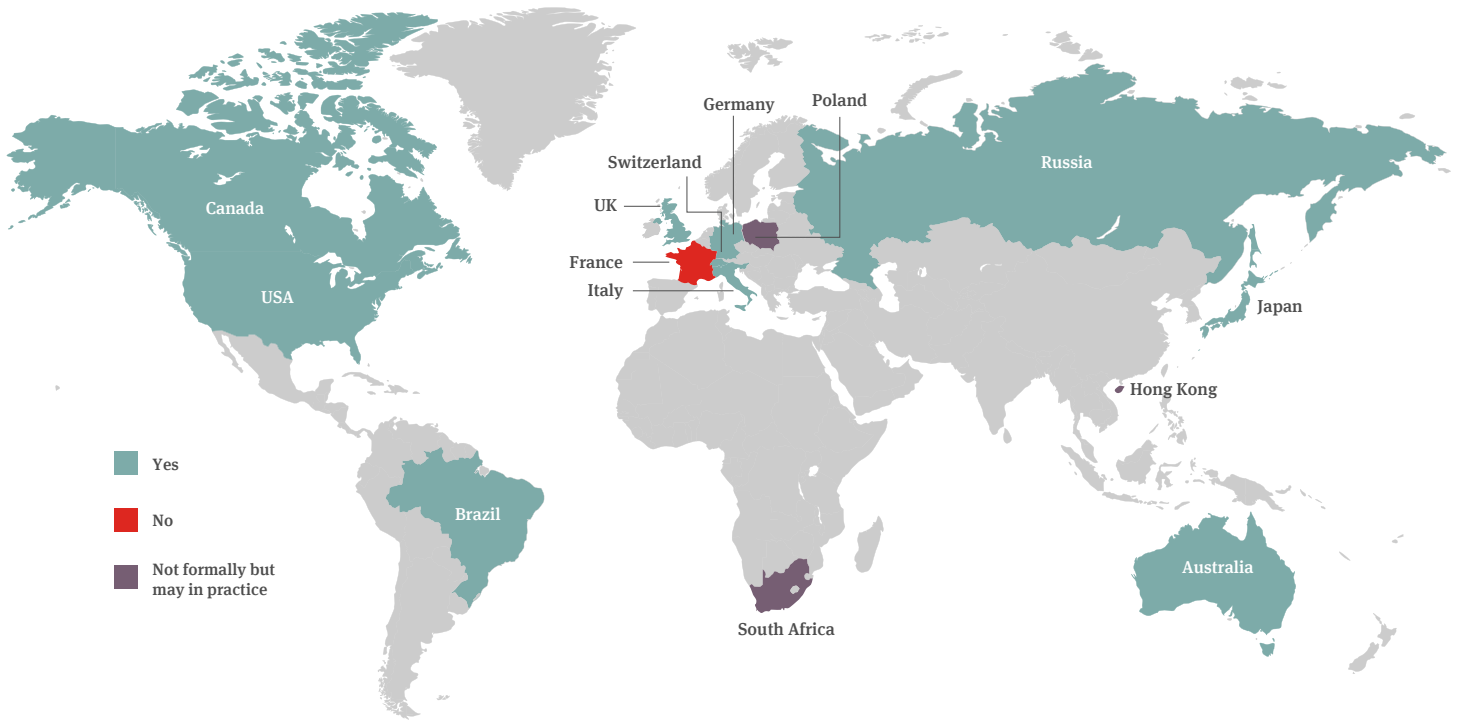 Germany
Poland
Switzerland
Russia
UK
Canada
France
Italy
USA
Japan
Hong Kong
Yes
Brazil
No
Australia
Not formally but
may in practice
South Africa